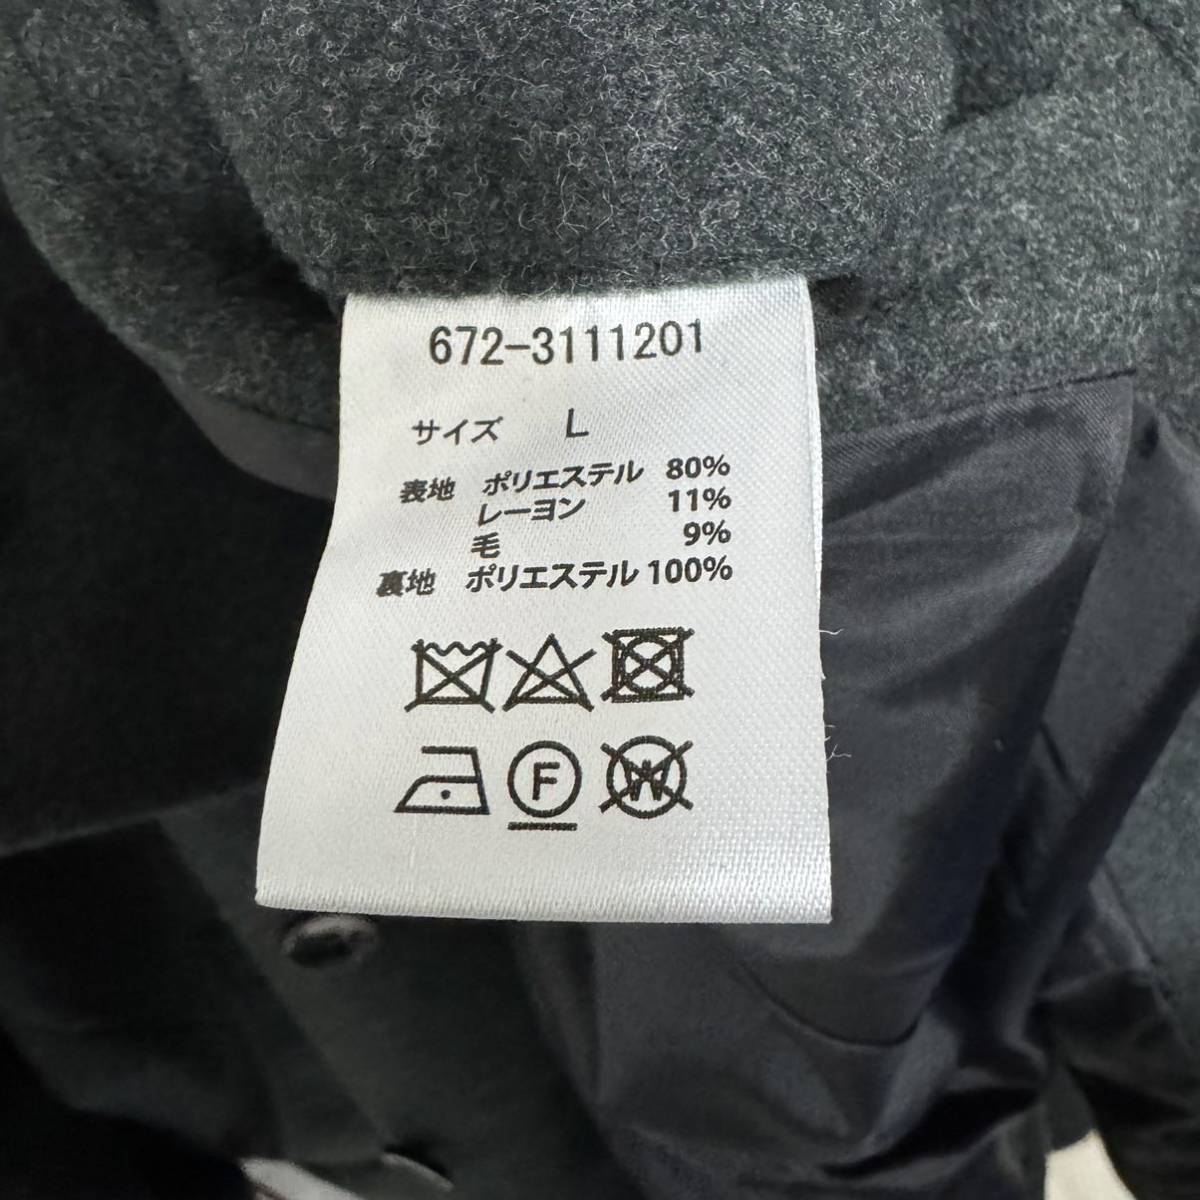 672-3111201
サイズ L
表地 ポリエステル 80%
レーヨン 11%
毛 9%
裏地 ポリエステル 100%
F
W